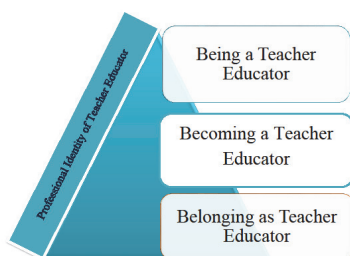 Professional Identity of Teacher Educator
Being a Teacher
Educator
Becoming a Teacher
Educator
Belonging as Teacher
Educator